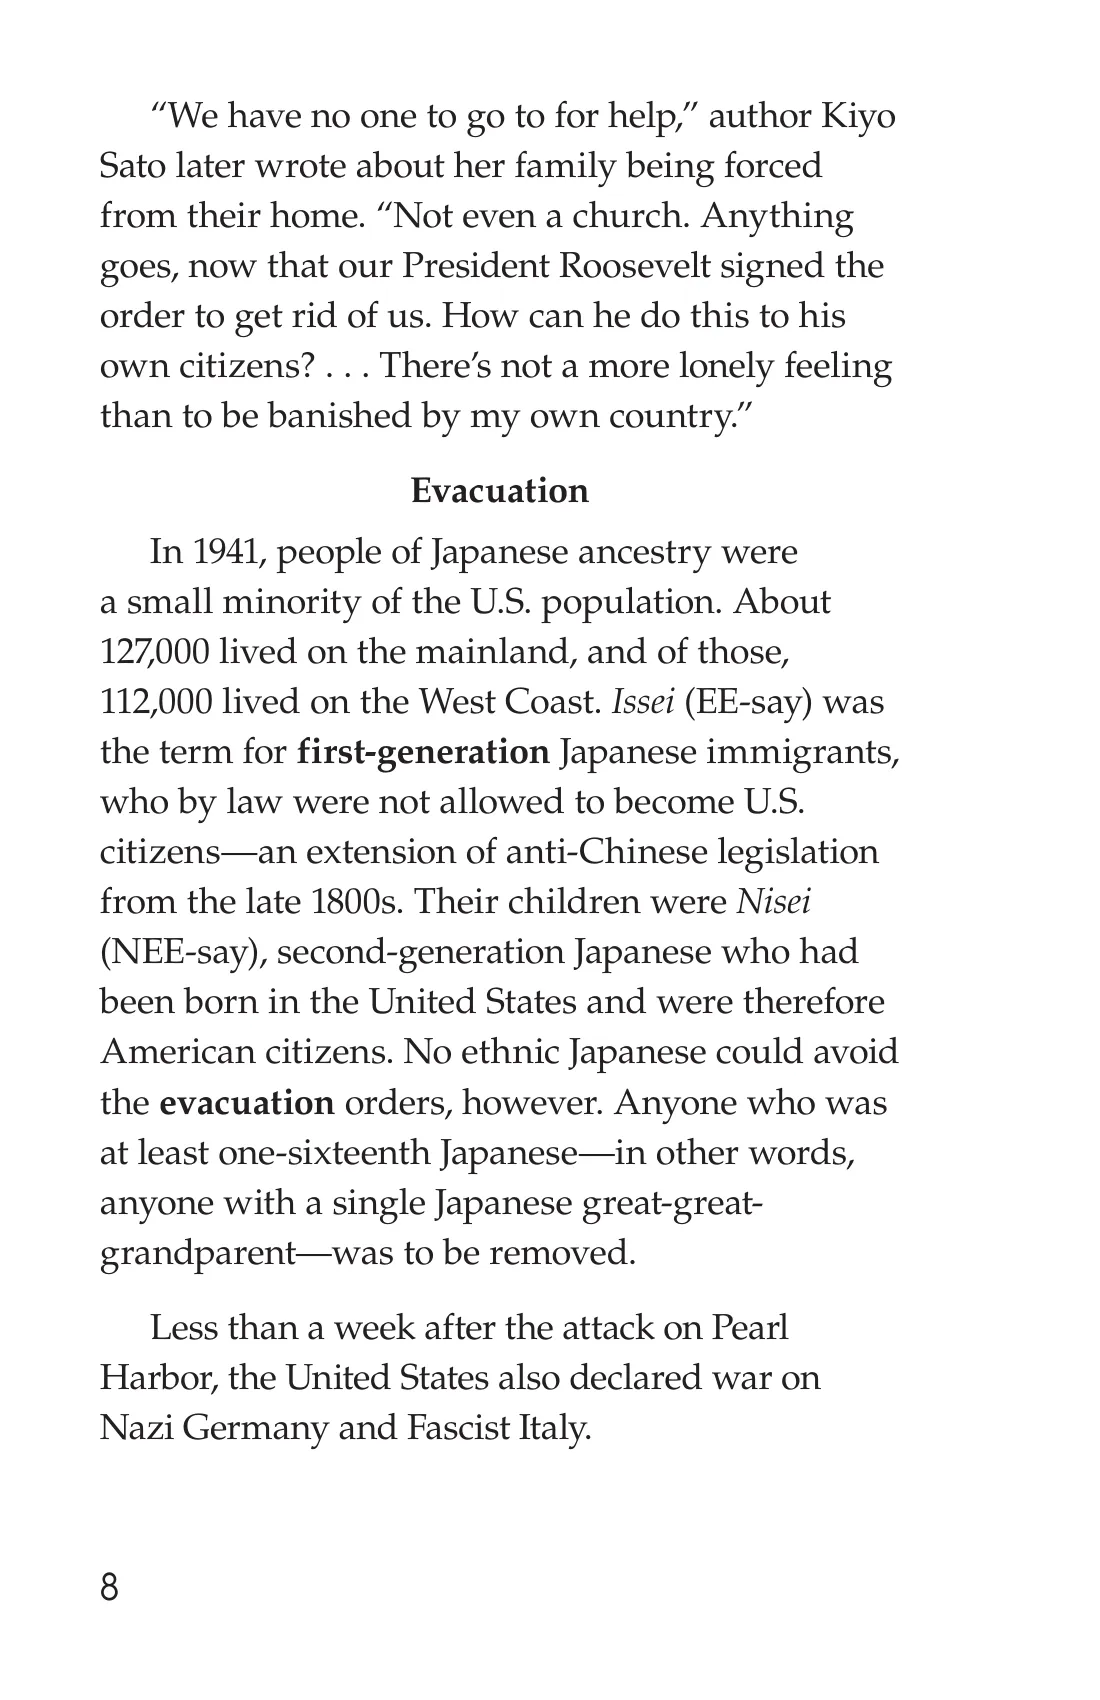 “We have no one to go to for help,” author Kiyo
Sato later wrote about her family being forced
from their home. “Not even a church. Anything
goes, now that our President Roosevelt signed the
order to get rid of us. How can he do this to his
own citizens? . . . There’s not a more lonely feeling
than to be banished by my own country.”
Evacuation
In 1941, people of Japanese ancestry were
a small minority of the U.S. population. About
127,000 lived on the mainland, and of those,
112,000 lived on the West Coast. Issei (EE-say) was
the term for first-generation Japanese immigrants,
who by law were not allowed to become U.S.
citizens—an extension of anti-Chinese legislation
from the late 1800s. Their children were Nisei
(NEE-say), second-generation Japanese who had
been born in the United States and were therefore
American citizens. No ethnic Japanese could avoid
the evacuation orders, however. Anyone who was
at least one-sixteenth Japanese—in other words,
anyone with a single Japanese great-great-
grandparent—was to be removed.
Less than a week after the attack on Pearl
Harbor, the United States also declared war on
Nazi Germany and Fascist Italy.
8